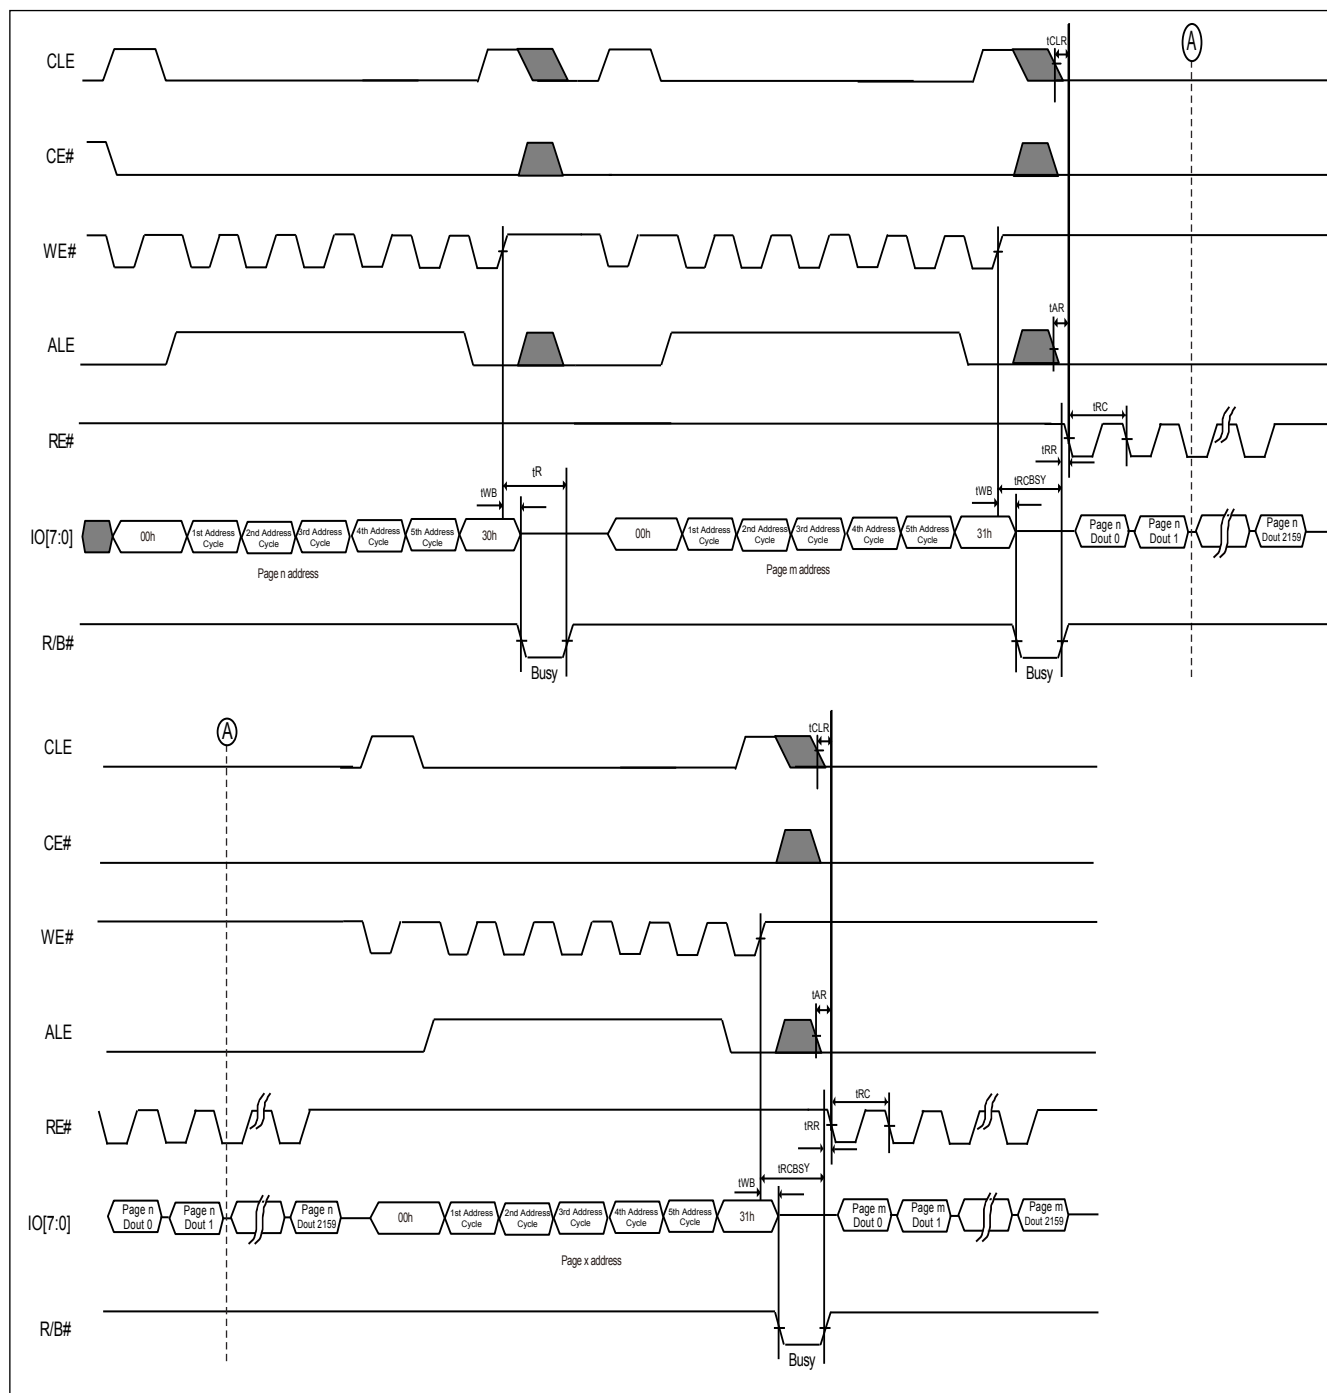 tCLR
A
CLE
CE#
WE#
tAR
ALE
tRC
RE#
tRR
tR
tRCBSY
tWB
tWB
IO[7:0]
00h
1st Address Cycle
2nd Address Cycle
3rd Address Cycle
4th Address Cycle
5th Address Cycle
30h
00h
1st Address Cycle
2nd Address Cycle
3rd Address Cycle
4th Address Cycle
5th Address Cycle
31h
Page n Dout 0
Page n Dout 1
Page n Dout 2159
Page n address
Page m address
R/B#
Busy
Busy
A
tCLR
CLE
CE#
WE#
tAR
ALE
tRC
RE#
tRR
tRCBSY
tWB
IO[7:0]
Page n Dout 0
Page n Dout 1
Page n Dout 2159
00h
1st Address Cycle
2nd Address Cycle
3rd Address Cycle
4th Address Cycle
5th Address Cycle
31h
Page m Dout 0
Page m Dout 1
Page m Dout 2159
Page x address
R/B#
Busy